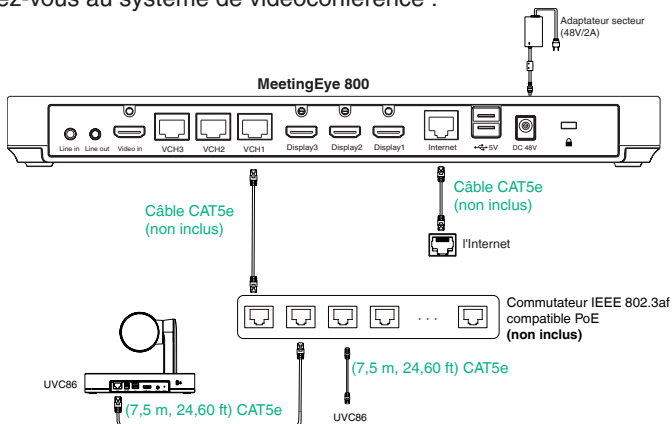 ez-vous au système de vidéoconférence :
Adaptateur secteur
(48V/2A)
MeetingEye 800
Line in Line out Video in VCH3 VCH2 VCH1 Display3 Display2 Display1 Internet 5V DC 48V
Câble CAT5e
(non inclus)
Câble CAT5e
(non inclus)
l'Internet
Commutateur IEEE 802.3af
compatible PoE
(non inclus)
. . .
(7,5 m, 24,60 ft) CAT5e
UVC86
(7,5 m, 24,60 ft) CAT5e
UVC86